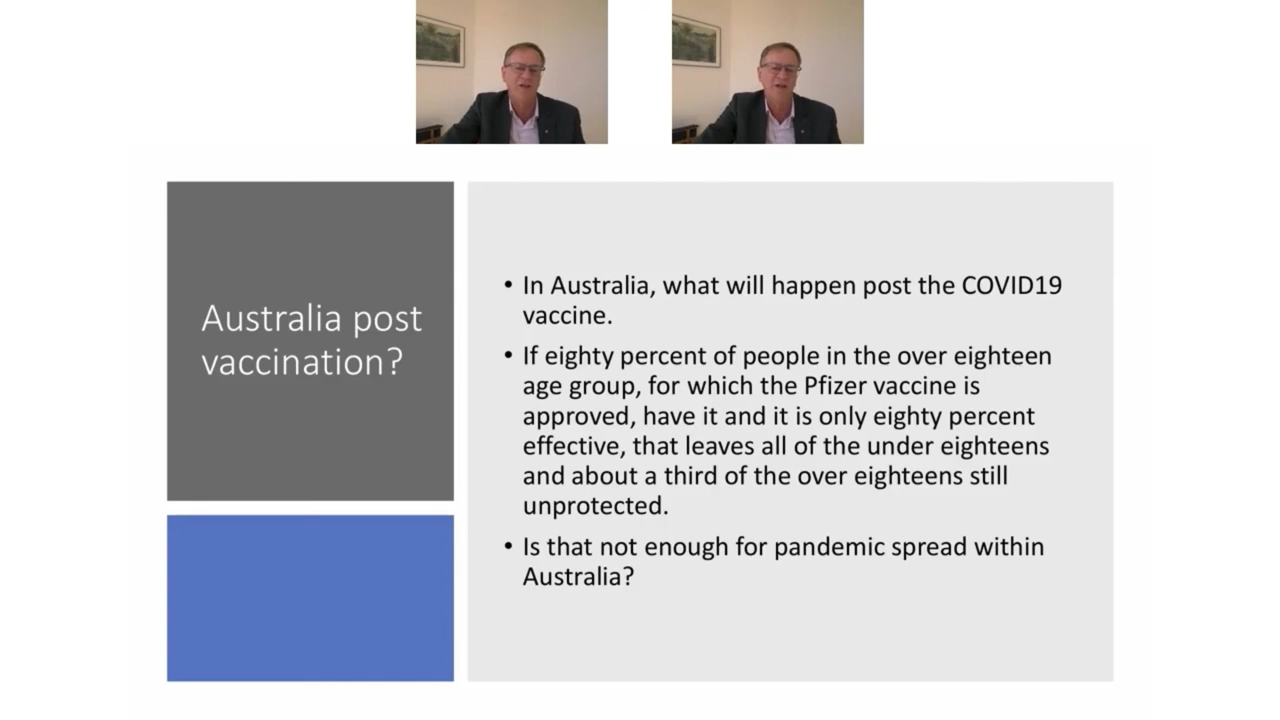 Australia post
vaccination?
• In Australia, what will happen post the COVID19
vaccine.
• If eighty percent of people in the over eighteen
age group, for which the Pfizer vaccine is
approved, have it and it is only eighty percent
effective, that leaves all of the under eighteens
and about a third of the over eighteens still
unprotected.
• Is that not enough for pandemic spread within
Australia?